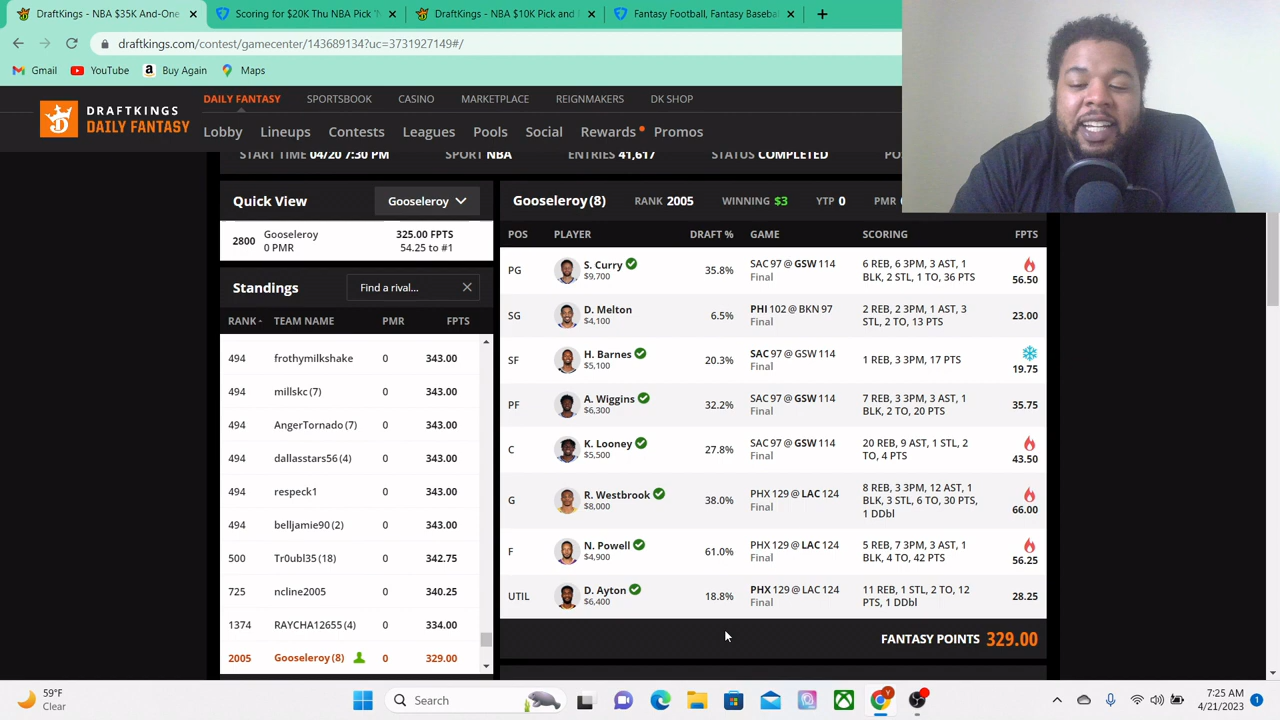 DraftKings - NBA $35K And-One
Scoring for $20K Thu NBA Pick 'N
DraftKings - NBA $10K Pick and
Fantasy Football, Fantasy Baseba
draftkings.com/contest/gamecenter/143689134?uc=3731927149#/
Gmail YouTube Buy Again Maps
DRAFTKINGS
DAILY FANTASY
DAILY FANTASY SPORTSBOOK CASINO MARKETPLACE REIGNMAKERS DK SHOP
Lobby Lineups Contests Leagues Pools Social Rewards Promos
START TIME 04/20 7:30 PM SPORT NBA ENTRIES 41,617 STATUS COMPLETED
Quick View Gooseleroy
2800 Gooseleroy 325.00 FPTS
0 PMR 54.25 to #1
Standings Find a rival...
RANK TEAM NAME PMR FPTS
494 frothymilkshake 0 343.00
494 millskc (7) 0 343.00
494 AngerTornado (7) 0 343.00
494 dallasstars56 (4) 0 343.00
494 respeck1 0 343.00
494 belljamie90 (2) 0 343.00
500 Tr0ubl35 (18) 0 342.75
725 ncline2005 0 340.25
1374 RAYCHA12655 (4) 0 334.00
2005 Gooseleroy (8) 0 329.00
Gooseleroy (8) RANK 2005 WINNING $3 YTP 0 PMR
POS PLAYER DRAFT % GAME SCORING FPTS
PG S. Curry 35.8% SAC 97 @ GSW 114 6 REB, 6 3PM, 3 AST, 1
$9,700 Final BLK, 2 STL, 1 TO, 36 PTS 56.50
SG D. Melton 6.5% PHI 102 @ BKN 97 2 REB, 2 3PM, 1 AST, 3 23.00
$4,100 Final STL, 2 TO, 13 PTS
SF H. Barnes 20.3% SAC 97 @ GSW 114 1 REB, 3 3PM, 17 PTS
$5,100 Final 19.75
PF A. Wiggins 32.2% SAC 97 @ GSW 114 7 REB, 3 3PM, 3 AST, 1 35.75
$6,300 Final BLK, 2 TO, 20 PTS
C K. Looney 27.8% SAC 97 @ GSW 114 20 REB, 9 AST, 1 STL, 2
$5,500 Final TO, 4 PTS 43.50
G R. Westbrook 38.0% PHX 129 @ LAC 124 8 REB, 3 3PM, 12 AST, 1
$8,000 Final BLK, 3 STL, 6 TO, 30 PTS, 66.00
1 DDbl
F N. Powell 61.0% PHX 129 @ LAC 124 5 REB, 7 3PM, 3 AST, 1
$4,900 Final BLK, 4 TO, 42 PTS 56.25
UTIL D. Ayton 18.8% PHX 129 @ LAC 124 11 REB, 1 STL, 2 TO, 12 28.25
$6,400 Final PTS, 1 DDbl
FANTASY POINTS 329.00
59°F
Clear
Search
7:25 AM
4/21/2023